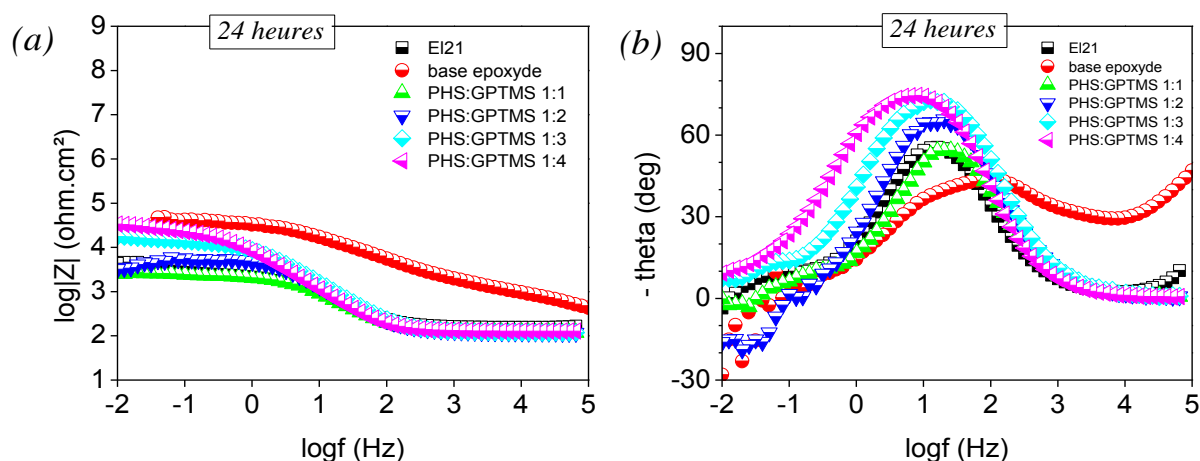 (a)
24 heures
9
8
7
6
5
4
3
2
1
log|Z| (ohm.cm²)
EI21
base epoxyde
PHS:GPTMS 1:1
PHS:GPTMS 1:2
PHS:GPTMS 1:3
PHS:GPTMS 1:4
-2 -1 0 1 2 3 4 5
logf (Hz)
(b)
24 heures
90
60
30
0
-30
- theta (deg)
EI21
base epoxyde
PHS:GPTMS 1:1
PHS:GPTMS 1:2
PHS:GPTMS 1:3
PHS:GPTMS 1:4
-2 -1 0 1 2 3 4 5
logf (Hz)